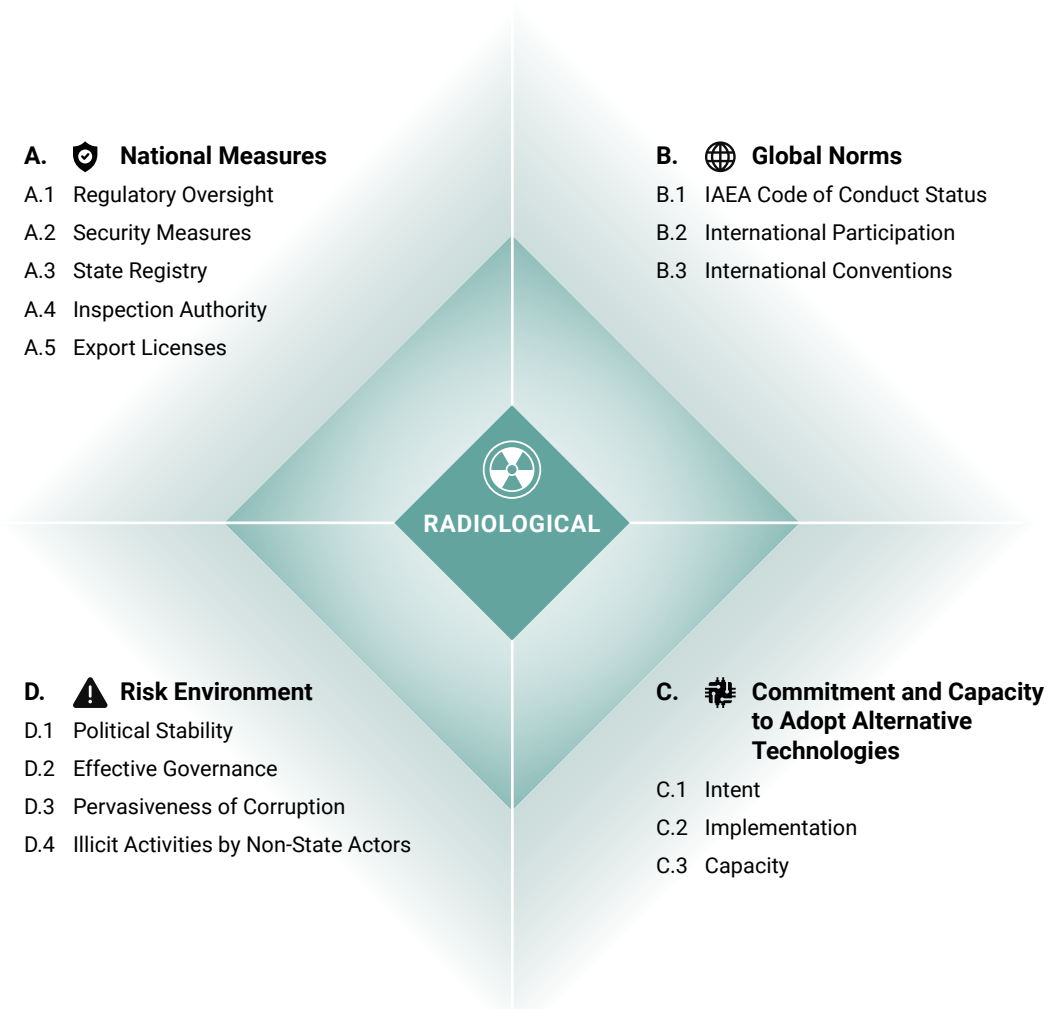 A. National Measures
A.1 Regulatory Oversight
A.2 Security Measures
A.3 State Registry
A.4 Inspection Authority
A.5 Export Licenses
B. Global Norms
B.1 IAEA Code of Conduct Status
B.2 International Participation
B.3 International Conventions
RADIOLOGICAL
D. Risk Environment
D.1 Political Stability
D.2 Effective Governance
D.3 Pervasiveness of Corruption
D.4 Illicit Activities by Non-State Actors
C. Commitment and Capacity
to Adopt Alternative
Technologies
C.1 Intent
C.2 Implementation
C.3 Capacity